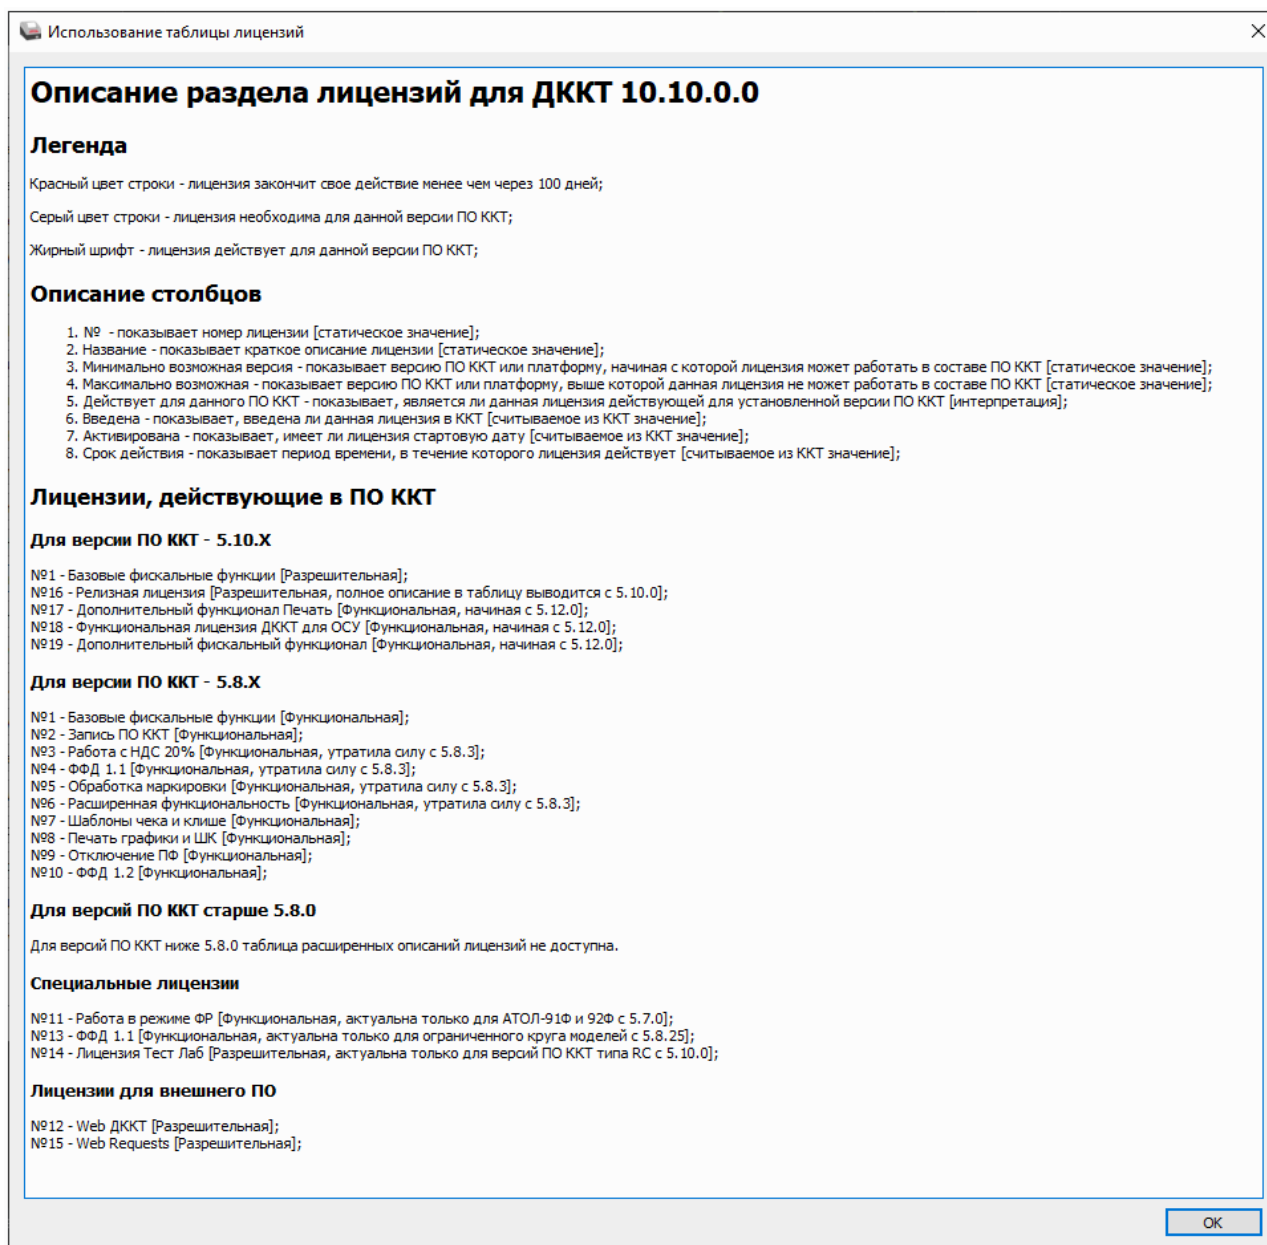 Использование таблицы лицензий
Описание раздела лицензий для ДККТ 10.10.0.0
Легенда
Красный цвет строки - лицензия закончит свое действие менее чем через 100 дней;
Серый цвет строки - лицензия необходима для данной версии ПО ККТ;
Жирный шрифт - лицензия действует для данной версии ПО ККТ;
Описание столбцов
1. № - показывает номер лицензии [статическое значение];
2. Название - показывает краткое описание лицензии [статическое значение];
3. Минимально возможная версия - показывает версию ПО ККТ или платформу, начиная с которой лицензия может работать в составе ПО ККТ [статическое значение];
4. Максимально возможная - показывает версию ПО ККТ или платформу, выше которой данная лицензия не может работать в составе ПО ККТ [статическое значение];
5. Действует для данного ПО ККТ - показывает, является ли данная лицензия действующей для установленной версии ПО ККТ [интерпретация];
6. Введена - показывает, введена ли данная лицензия в ККТ [считываемое из ККТ значение];
7. Активирована - показывает, имеет ли лицензия стартовую дату [считываемое из ККТ значение];
8. Срок действия - показывает период времени, в течение которого лицензия действует [считываемое из ККТ значение];
Лицензии, действующие в ПО ККТ
Для версии ПО ККТ - 5.10.X
№1 - Базовые фискальные функции [Разрешительная];
№16 - Релизная лицензия [Разрешительная, полное описание в таблицу выводится с 5.10.0];
№17 - Дополнительный функционал Печать [Функциональная, начиная с 5.12.0];
№18 - Функциональная лицензия ДККТ для ОСУ [Функциональная, начиная с 5.12.0];
№19 - Дополнительный фискальный функционал [Функциональная, начиная с 5.12.0];
Для версии ПО ККТ - 5.8.X
№1 - Базовые фискальные функции [Функциональная];
№2 - Запись ПО ККТ [Функциональная];
№3 - Работа с НДС 20% [Функциональная, утратила силу с 5.8.3];
№4 - ФФД 1.1 [Функциональная, утратила силу с 5.8.3];
№5 - Обработка маркировки [Функциональная, утратила силу с 5.8.3];
№6 - Расширенная функциональность [Функциональная, утратила силу с 5.8.3];
№7 - Шаблоны чека и клише [Функциональная];
№8 - Печать графики и ШК [Функциональная];
№9 - Отключение ПФ [Функциональная];
№10 - ФФД 1.2 [Функциональная];
Для версий ПО ККТ старше 5.8.0
Для версий ПО ККТ ниже 5.8.0 таблица расширенных описаний лицензий не доступна.
Специальные лицензии
№11 - Работа в режиме ФР [Функциональная, актуальна только для АТОЛ-91Ф и 92Ф с 5.7.0];
№13 - ФФД 1.1 [Функциональная, актуальна только для ограниченного круга моделей с 5.8.25];
№14 - Лицензия Тест Лаб [Разрешительная, актуальна только для версий ПО ККТ типа RC с 5.10.0];
Лицензии для внешнего ПО
№12 - Web ДККТ [Разрешительная];
№15 - Web Requests [Разрешительная];
OK